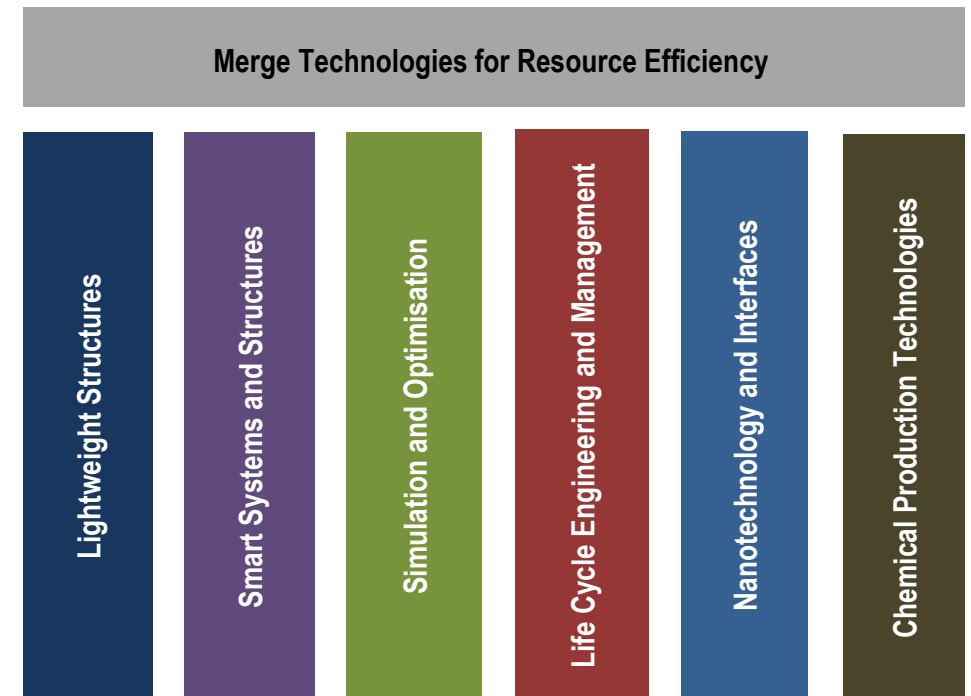 Merge Technologies for Resource Efficiency
Lightweight Structures
Smart Systems and Structures
Simulation and Optimisation
Life Cycle Engineering and Management
Nanotechnology and Interfaces
Chemical Production Technologies